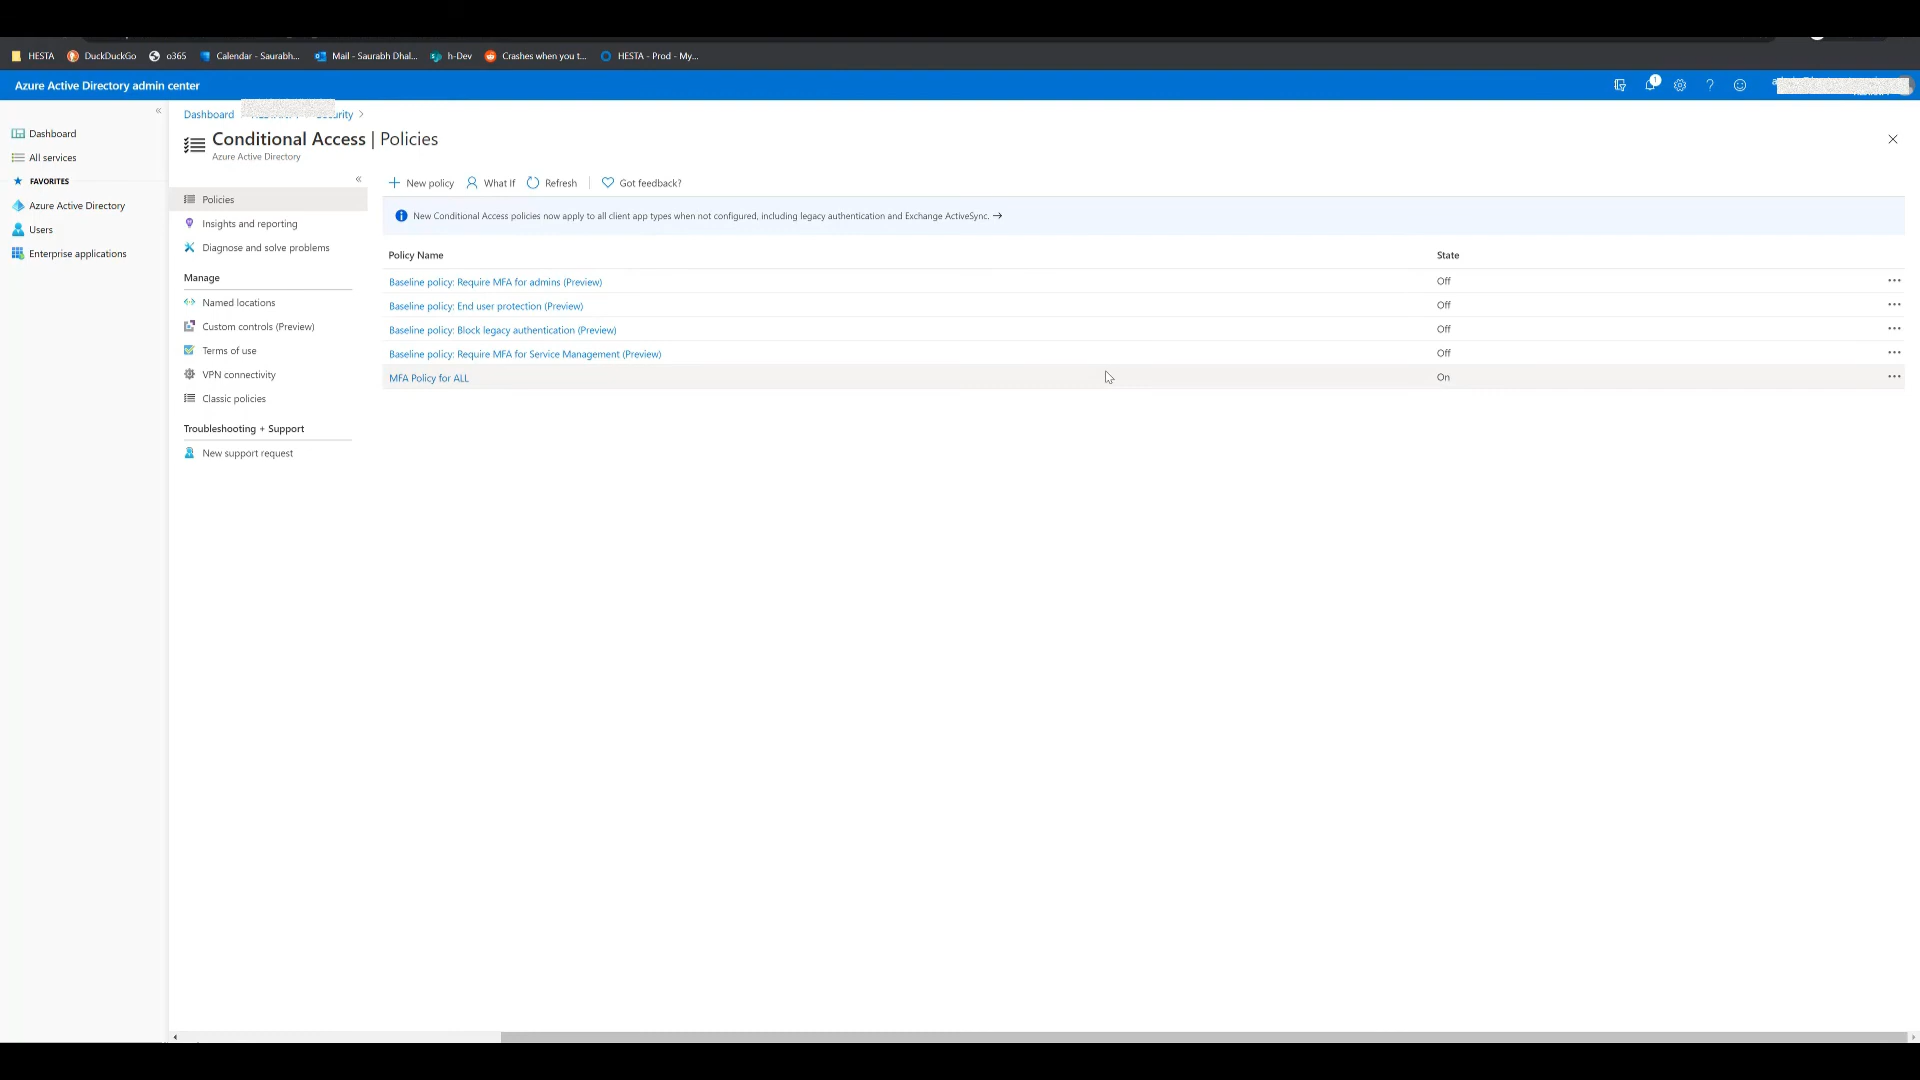 HESTA DuckDuckGo o365 Calendar - Saurabh... Mail - Saurabh Dhal... h-Dev Crashes when you t... HESTA - Prod - My...
Azure Active Directory admin center
1
Dashboard
All services
FAVORITES
Azure Active Directory
Users
Enterprise applications
Dashboard
Conditional Access | Policies
Azure Active Directory
Policies
Insights and reporting
Diagnose and solve problems
Manage
Named locations
Custom controls (Preview)
Terms of use
VPN connectivity
Classic policies
Troubleshooting + Support
New support request
New policy What If Refresh Got feedback?
New Conditional Access policies now apply to all client app types when not configured, including legacy authentication and Exchange ActiveSync. →
Policy Name State
Baseline policy: Require MFA for admins (Preview) Off
Baseline policy: End user protection (Preview) Off
Baseline policy: Block legacy authentication (Preview) Off
Baseline policy: Require MFA for Service Management (Preview) Off
MFA Policy for ALL On